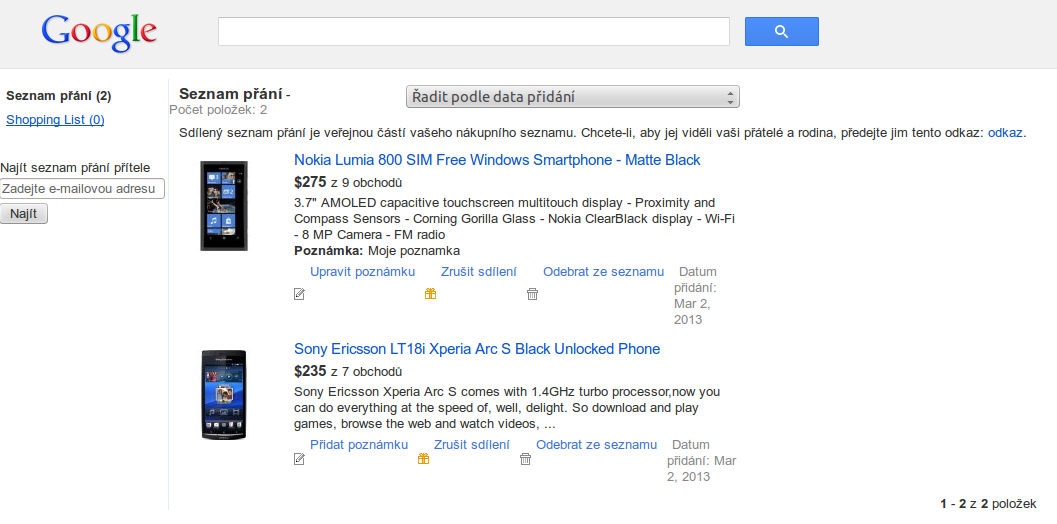 Google
Seznam přání (2)
Shopping List (0)
Najít seznam přání přítele
Zadejte e-mailovou adresu
Najít
Seznam přání -
Řadit podle data přidání
Počet položek: 2
Sdílený seznam přání je veřejnou částí vašeho nákupního seznamu. Chcete-li, aby jej viděli vaši přátelé a rodina, předejte jim tento odkaz: odkaz.
Nokia Lumia 800 SIM Free Windows Smartphone - Matte Black
$275 z 9 obchodů
3.7" AMOLED capacitive touchscreen multitouch display - Proximity and
Compass Sensors - Corning Gorilla Glass - Nokia ClearBlack display - Wi-Fi
- 8 MP Camera - FM radio
Poznámka: Moje poznamka
Upravit poznámku Zrušit sdílení Odebrat ze seznamu Datum
přidání:
Mar 2,
2013
Sony Ericsson LT18i Xperia Arc S Black Unlocked Phone
$235 z 7 obchodů
Sony Ericsson Xperia Arc S comes with 1.4GHz turbo processor,now you
can do everything at the speed of, well, delight. So download and play
games, browse the web and watch videos, ...
Přidat poznámku Zrušit sdílení Odebrat ze seznamu Datum
přidání: Mar
2, 2013
1 - 2 z 2 položek